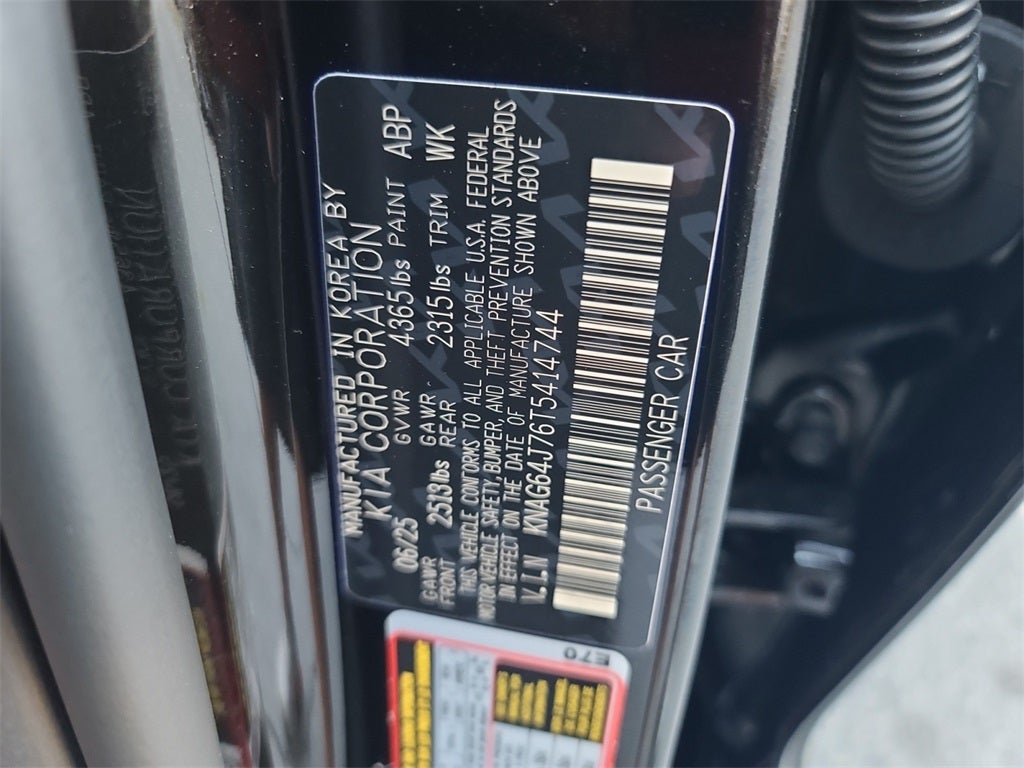 MANUFACTURED IN KOREA BY
KIA CORPORATION
06/25 GVWR 4365lbs PAINT ABP
GAWR FRONT 2513lbs GAWR REAR 2315lbs TRIM WK
THIS VEHICLE CONFORMS TO ALL APPLICABLE U.S.A. FEDERAL
MOTOR VEHICLE SAFETY, BUMPER, AND THEFT PREVENTION STANDARDS
IN EFFECT ON THE DATE OF MANUFACTURE SHOWN ABOVE
V.I.N KNAG64J76T5414744
PASSENGER CAR
E70